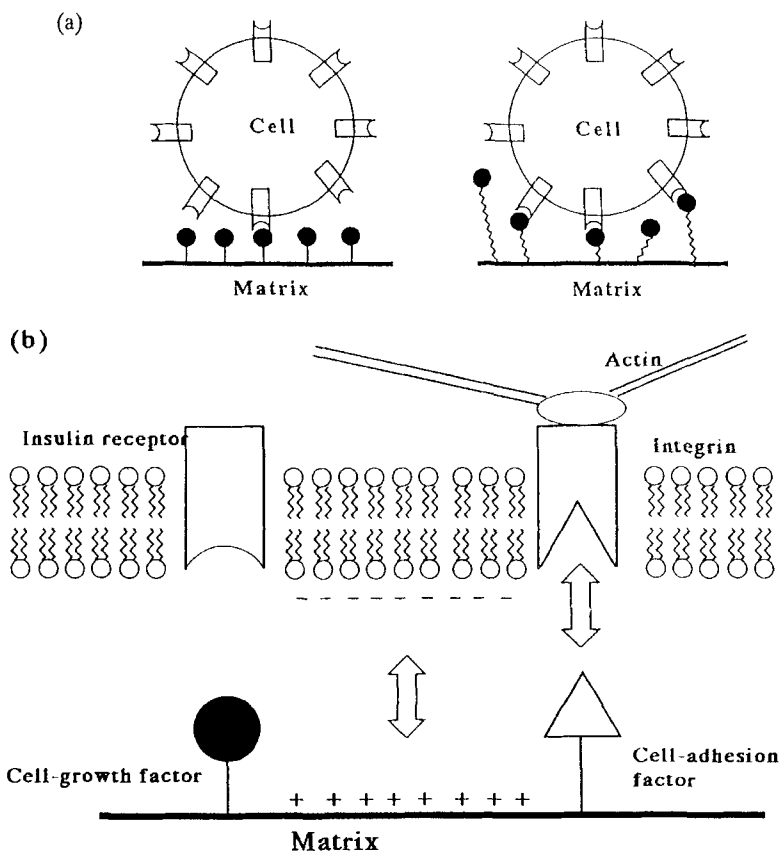 (a)
Cell
Cell
Matrix
Matrix
(b)
Actin
Insulin receptor
Integrin
− − − − − − − − −
Cell-growth factor
Cell-adhesion
factor
+ + + + + + + +
Matrix